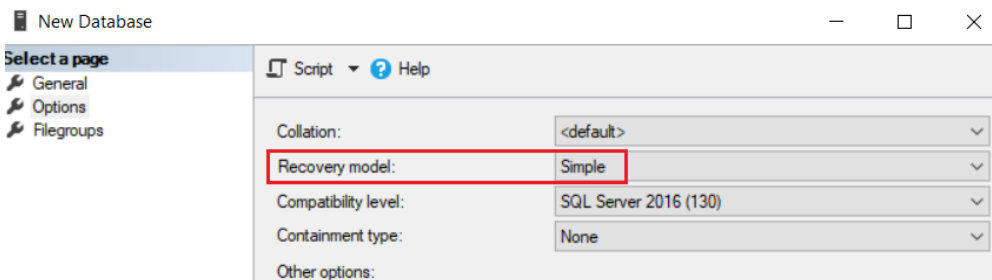 New Database
Select a page
General
Options
Filegroups
Script
Help
Collation: <default>
Recovery model: Simple
Compatibility level: SQL Server 2016 (130)
Containment type: None
Other options: